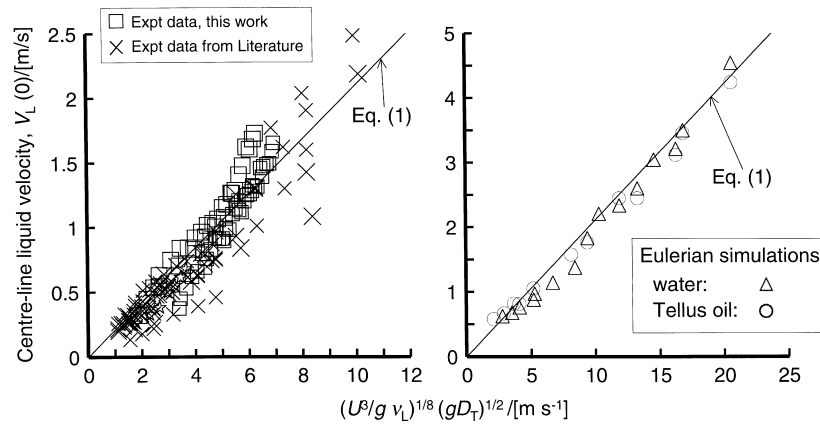 Expt data, this work
Expt data from Literature
Centre-line liquid velocity, V_L (0)/[m/s]
2.5
2
1.5
1
0.5
0
0 2 4 6 8 10 12
Eq. (1)
5
4
3
2
1
0
0 5 10 15 20 25
Eq. (1)
Eulerian simulations
water:
Tellus oil:
(U³/g ν_L)^1/8 (gD_T)^1/2 /[m s⁻¹]